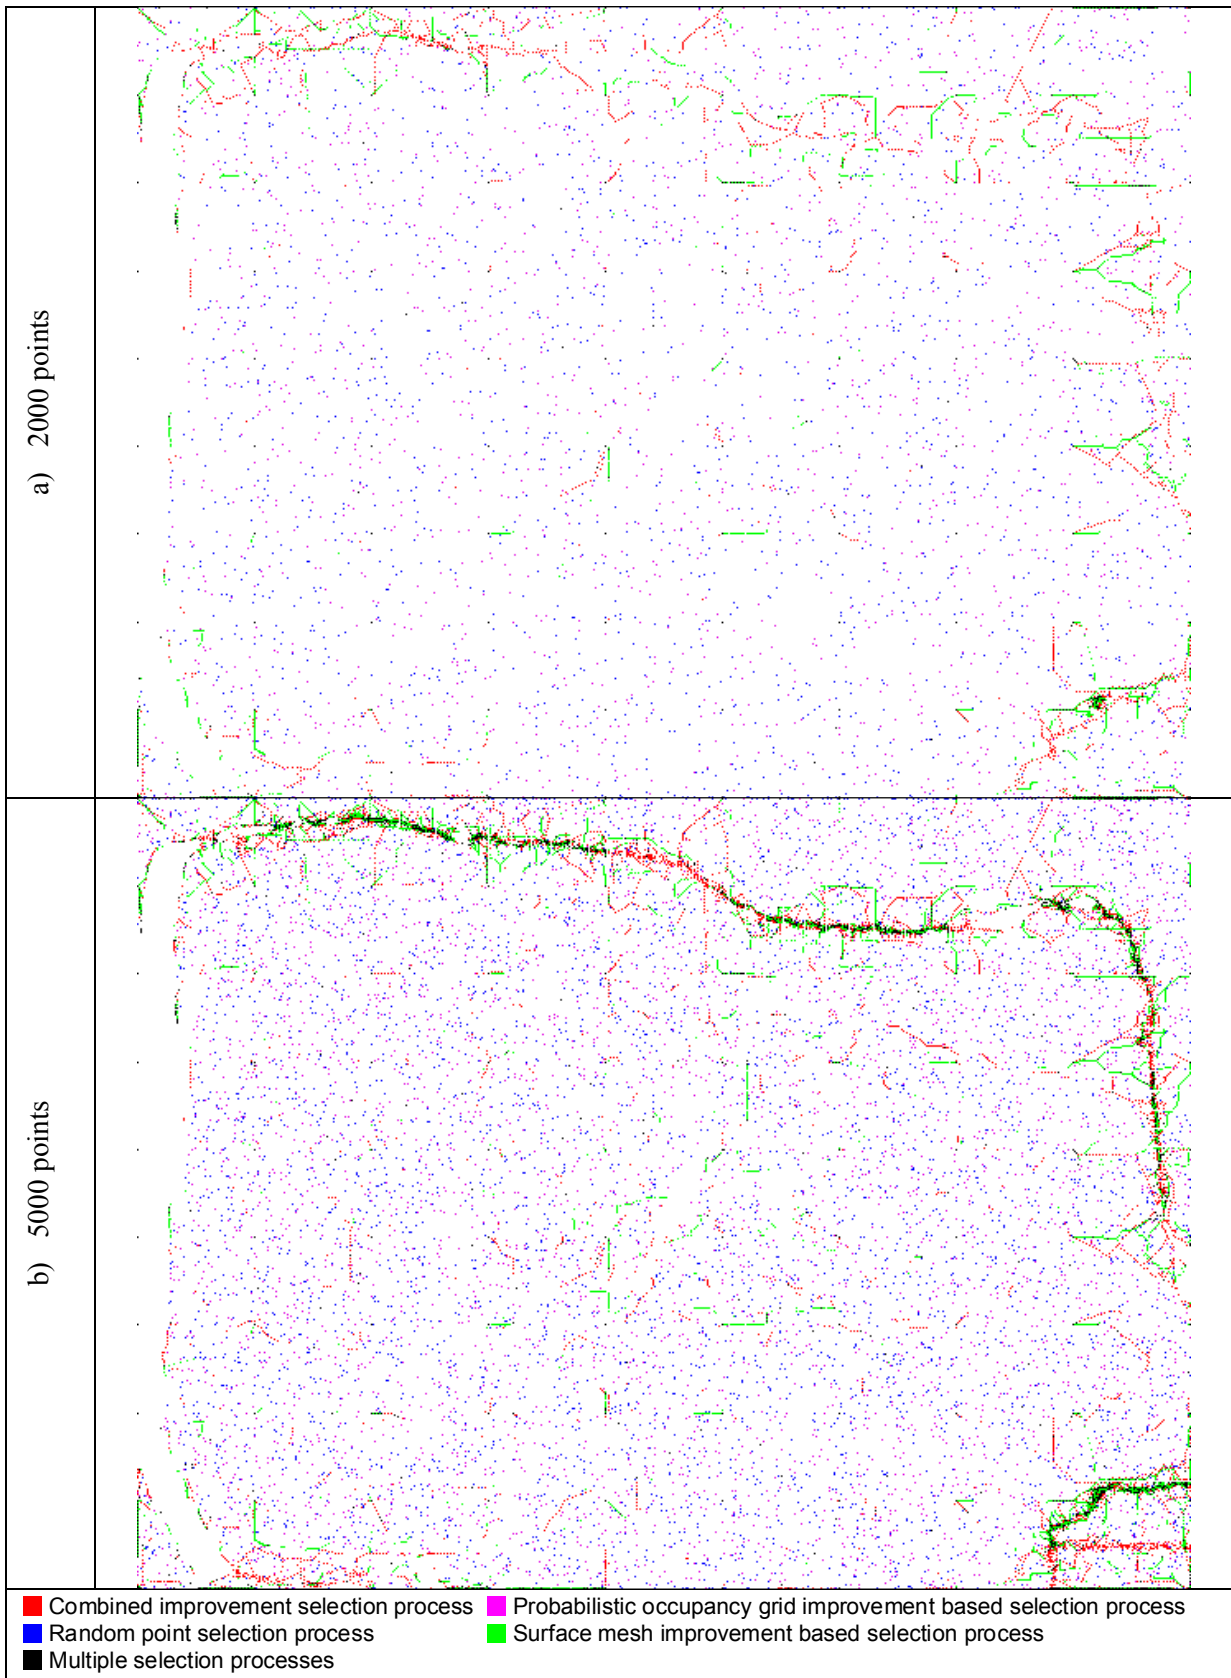 a) 2000 points
b) 5000 points
Combined improvement selection process
Probabilistic occupancy grid improvement based selection process
Random point selection process
Surface mesh improvement based selection process
Multiple selection processes